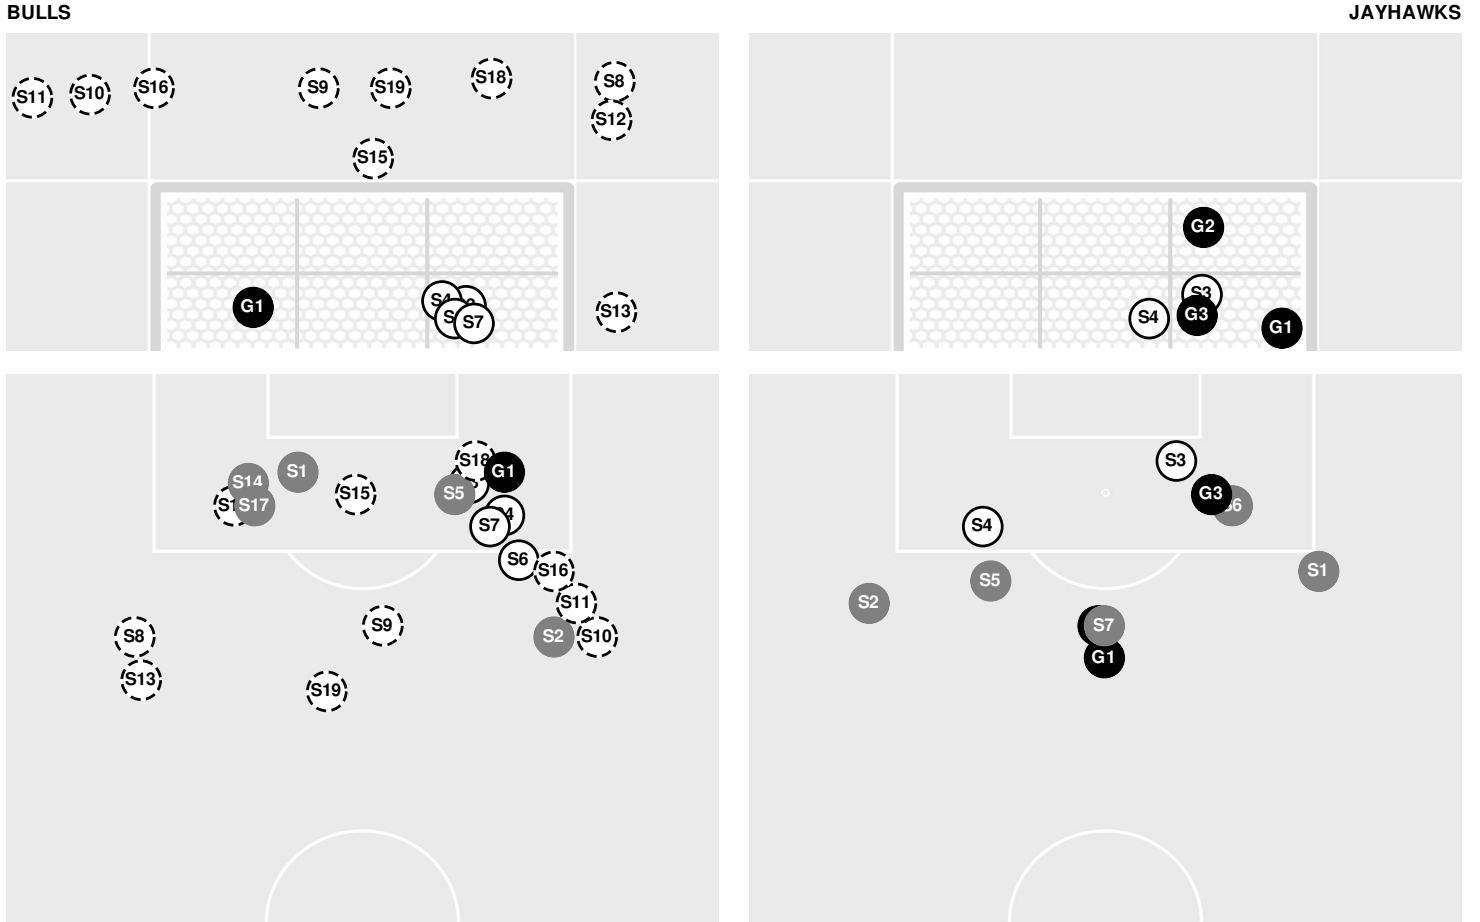 BULLS JAYHAWKS
S11 S10 S16 S9 S19 S18 S8
S12
S15
G1 S4 S7 S13
G2
S3
S4 G3 G1
S18 G1
S14 S1 S5
S17 S15
S7
S6 S16
S11
S8 S9 S2 S10
S13 S19
S3
G3
S4
S5 S1
S2
S7
G1